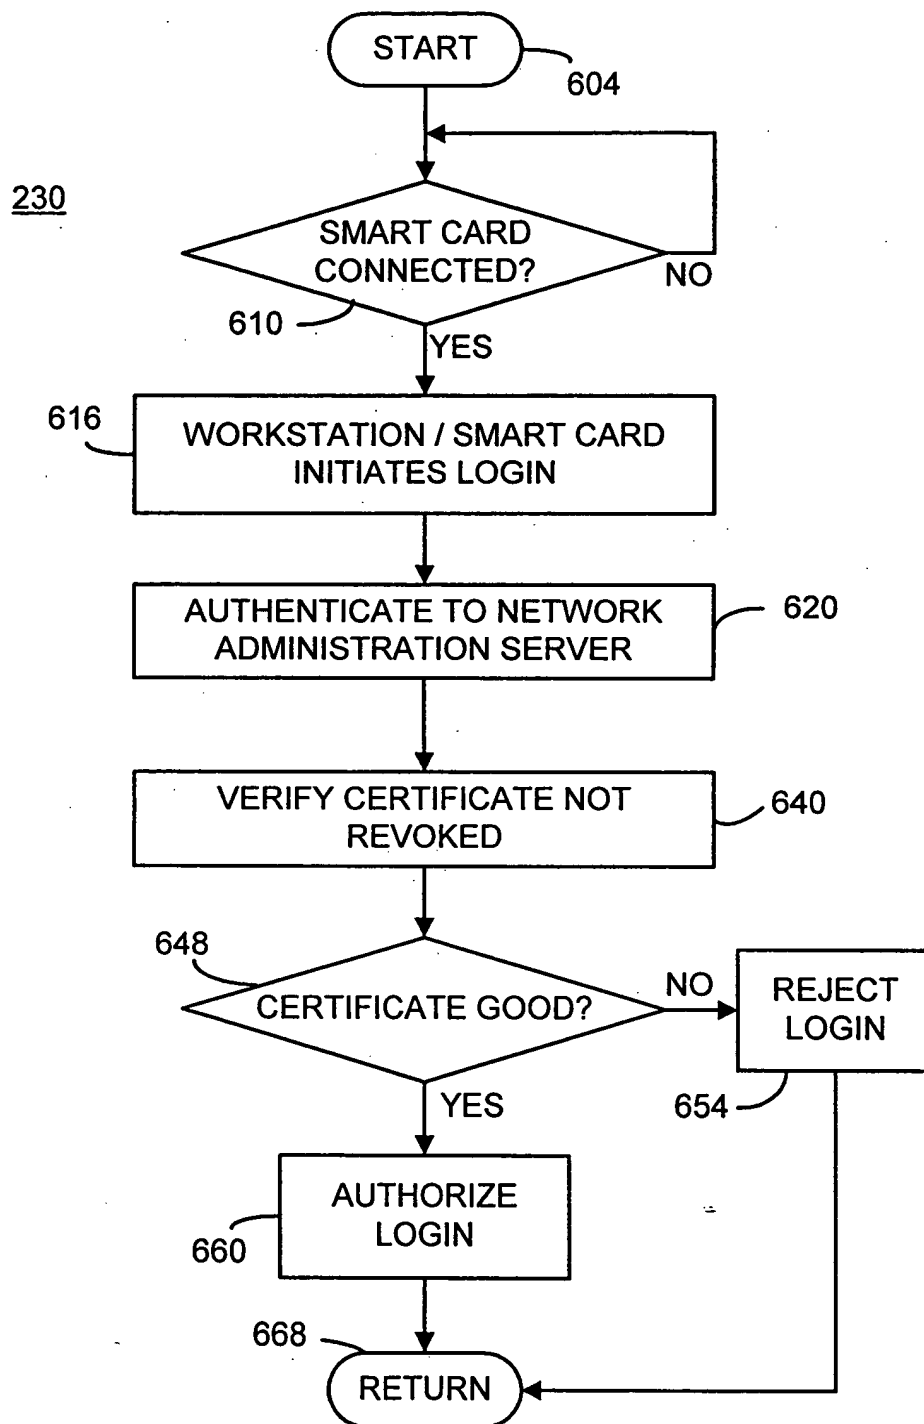 START
604
230
SMART CARD
CONNECTED?
NO
610
YES
616
WORKSTATION / SMART CARD
INITIATES LOGIN
AUTHENTICATE TO NETWORK
ADMINISTRATION SERVER
620
VERIFY CERTIFICATE NOT
REVOKED
640
648
CERTIFICATE GOOD?
NO
REJECT
LOGIN
654
YES
AUTHORIZE
LOGIN
660
668
RETURN